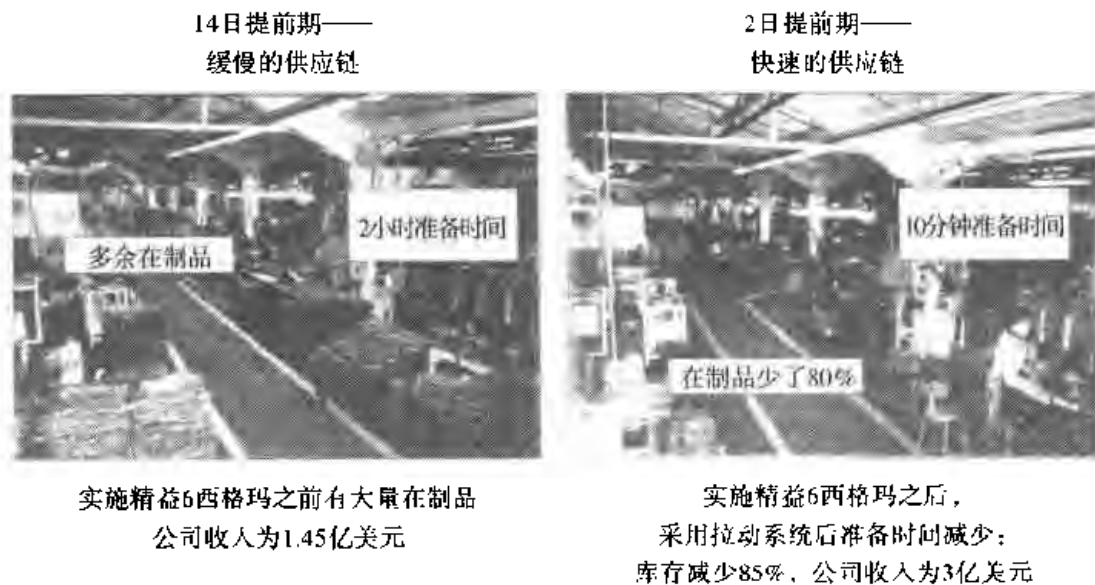 14日提前期——
缓慢的供应链
2小时准备时间
多余在制品
实施精益6西格玛之前有大量在制品
公司收入为1.45亿美元
2日提前期——
快速的供应链
10分钟准备时间
在制品少了80%
实施精益6西格玛之后，
采用拉动系统后准备时间减少；
库存减少85%，公司收入为3亿美元